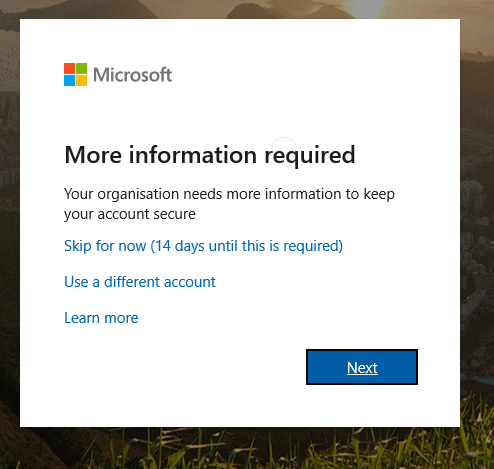 Microsoft
More information required
Your organisation needs more information to keep
your account secure
Skip for now (14 days until this is required)
Use a different account
Learn more
Next